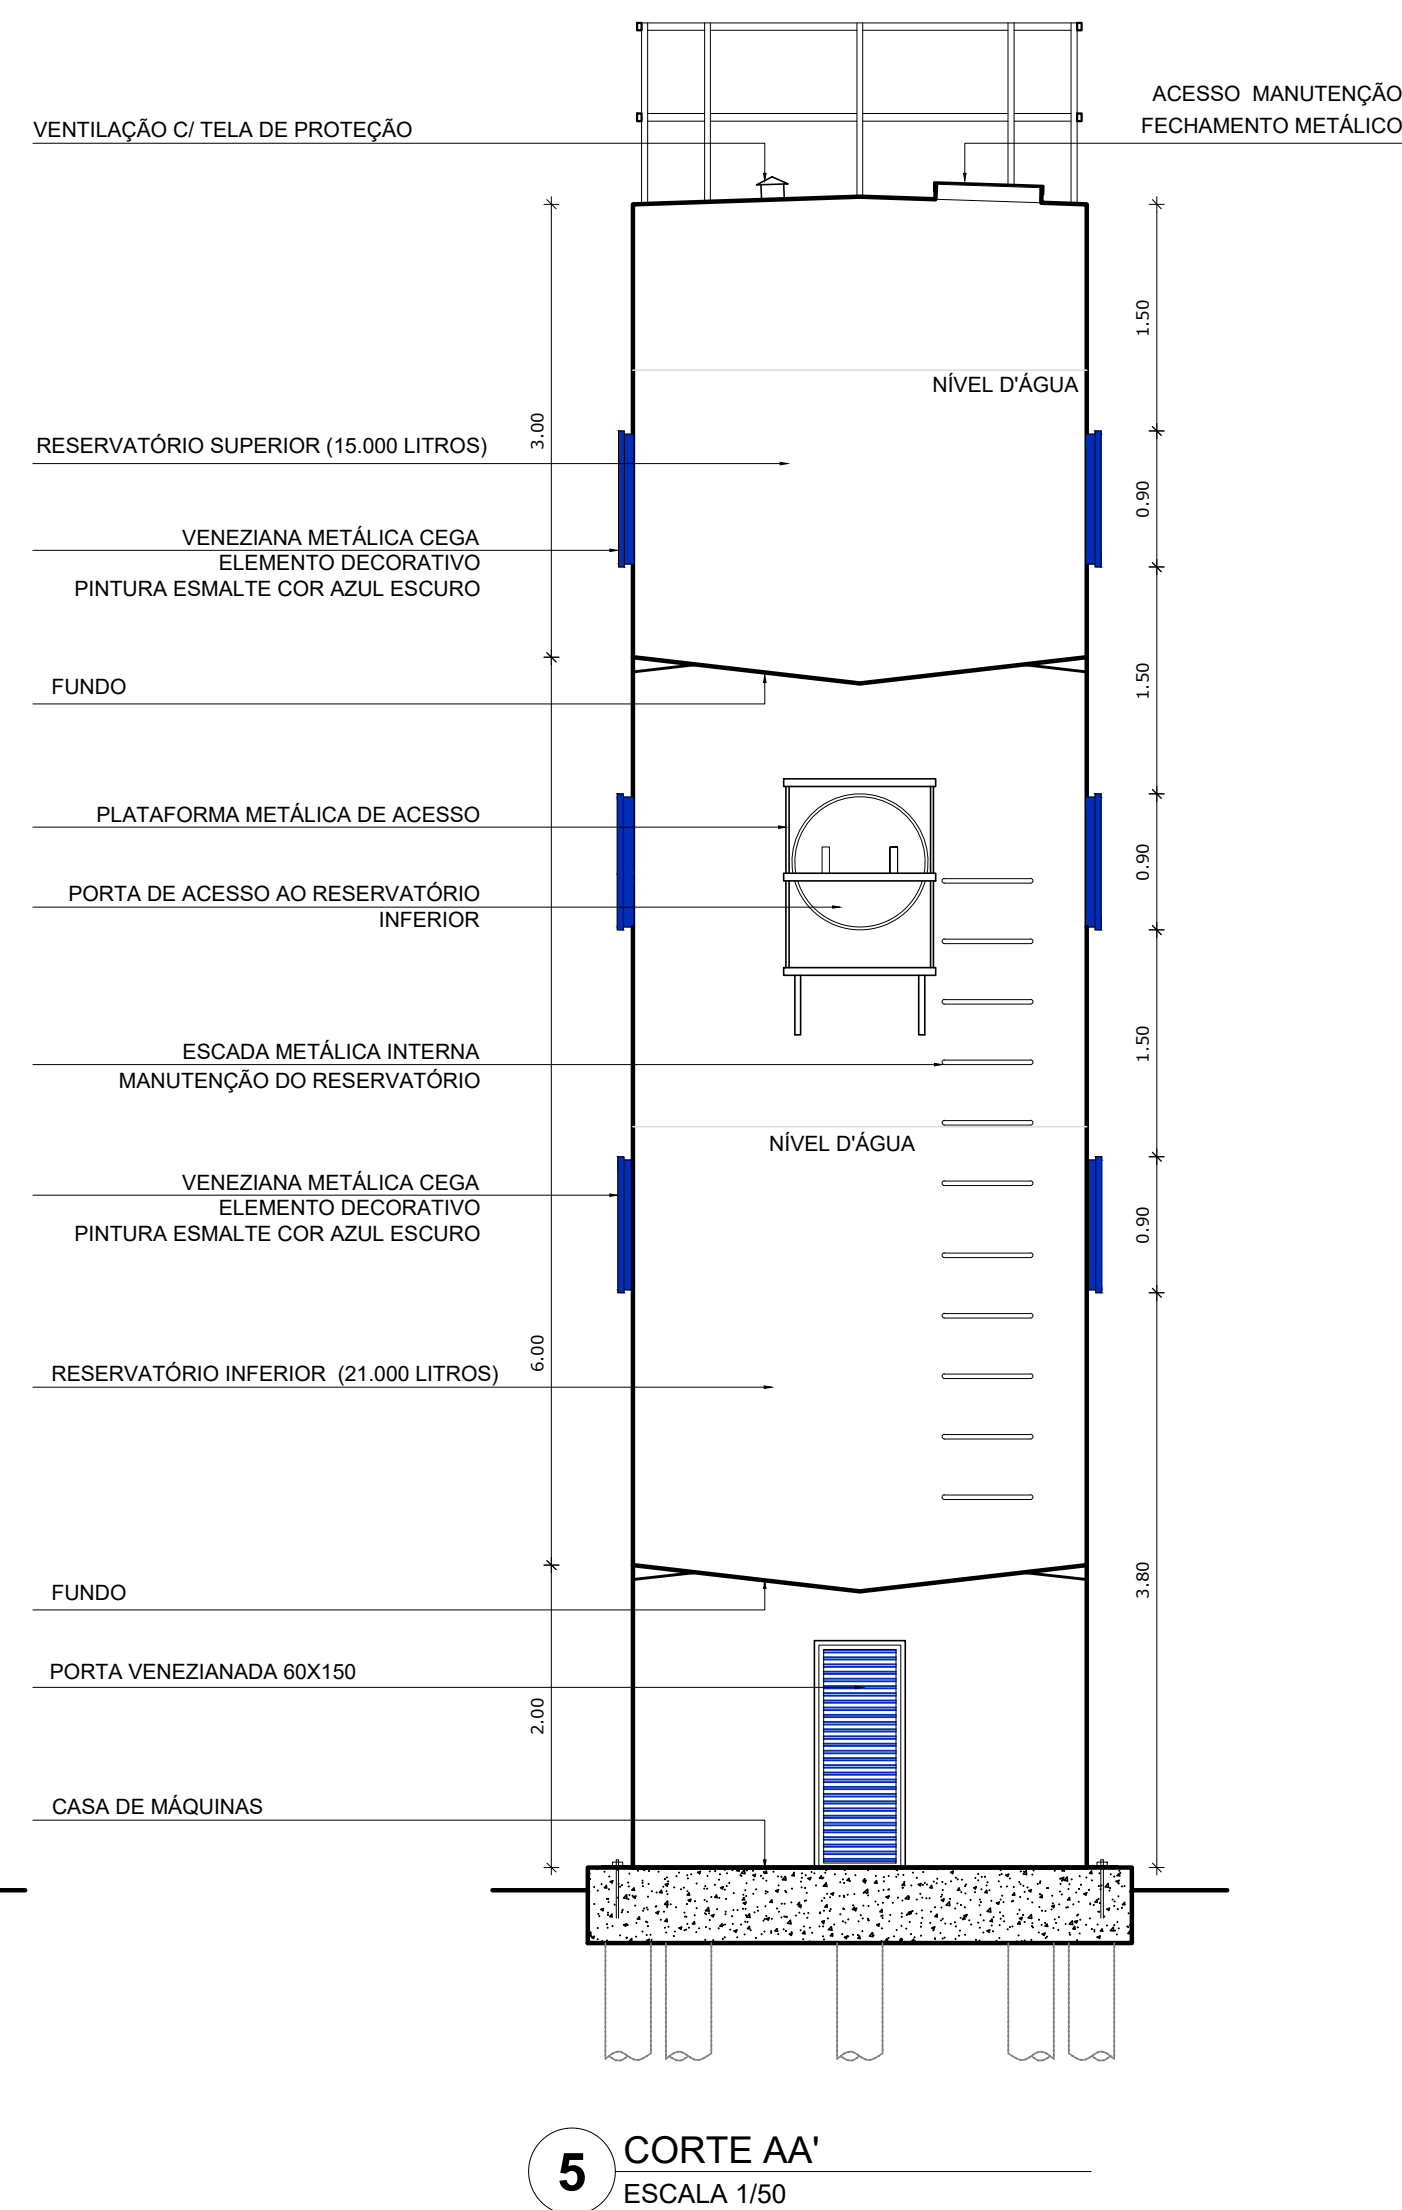 ACESSO MANUTENÇÃO
FECHAMENTO METÁLICO
VENTILAÇÃO C/ TELA DE PROTEÇÃO
1.50
NÍVEL D'ÁGUA
3.00
RESERVATÓRIO SUPERIOR (15.000 LITROS)
0.90
VENEZIANA METÁLICA CEGA
ELEMENTO DECORATIVO
PINTURA ESMALTE COR AZUL ESCURO
FUNDO
1.50
PLATAFORMA METÁLICA DE ACESSO
0.90
PORTA DE ACESSO AO RESERVATÓRIO
INFERIOR
ESCADA METÁLICA INTERNA
MANUTENÇÃO DO RESERVATÓRIO
1.50
NÍVEL D'ÁGUA
VENEZIANA METÁLICA CEGA
ELEMENTO DECORATIVO
PINTURA ESMALTE COR AZUL ESCURO
0.90
6.00
RESERVATÓRIO INFERIOR (21.000 LITROS)
FUNDO
3.80
PORTA VENEZIANADA 60X150
2.00
CASA DE MÁQUINAS
5
CORTE AA'
ESCALA 1/50